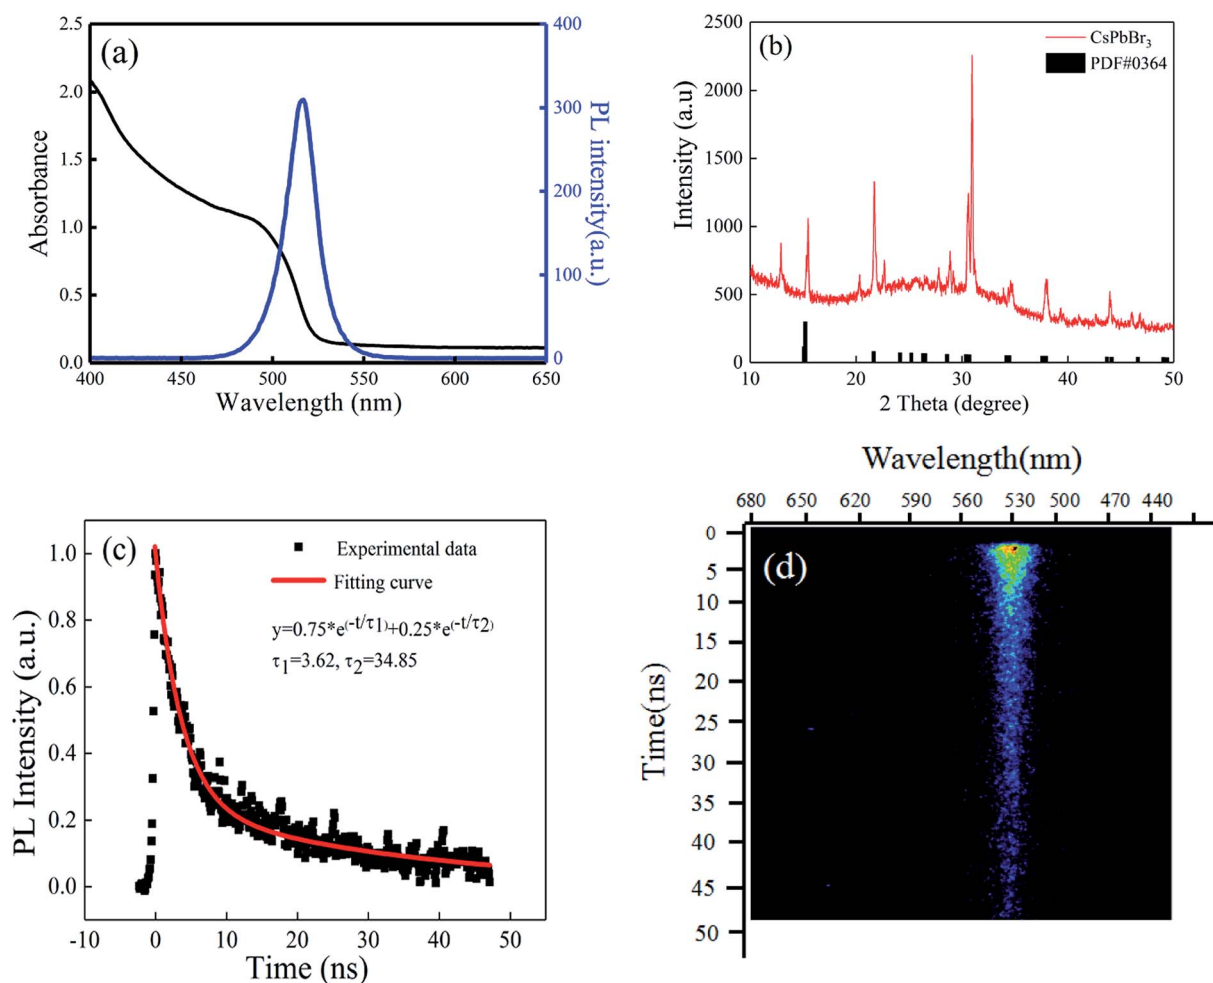 (a)
2.5
2.0
1.5
1.0
0.5
0.0
Absorbance
400
300
200
100
0
PL intensity(a.u.)
400 450 500 550 600 650
Wavelength (nm)
(b)
CsPbBr3
PDF#0364
2500
2000
1500
1000
500
0
Intensity (a.u)
10 20 30 40 50
2 Theta (degree)
(c)
Experimental data
Fitting curve
y=0.75*e(-t/τ1)+0.25*e(-t/τ2)
τ1=3.62, τ2=34.85
1.0
0.8
0.6
0.4
0.2
0.0
PL Intensity (a.u.)
-10 0 10 20 30 40 50
Time (ns)
Wavelength(nm)
680 650 620 590 560 530 500 470 440
(d)
0
5
10
15
20
25
30
35
40
45
50
Time(ns)